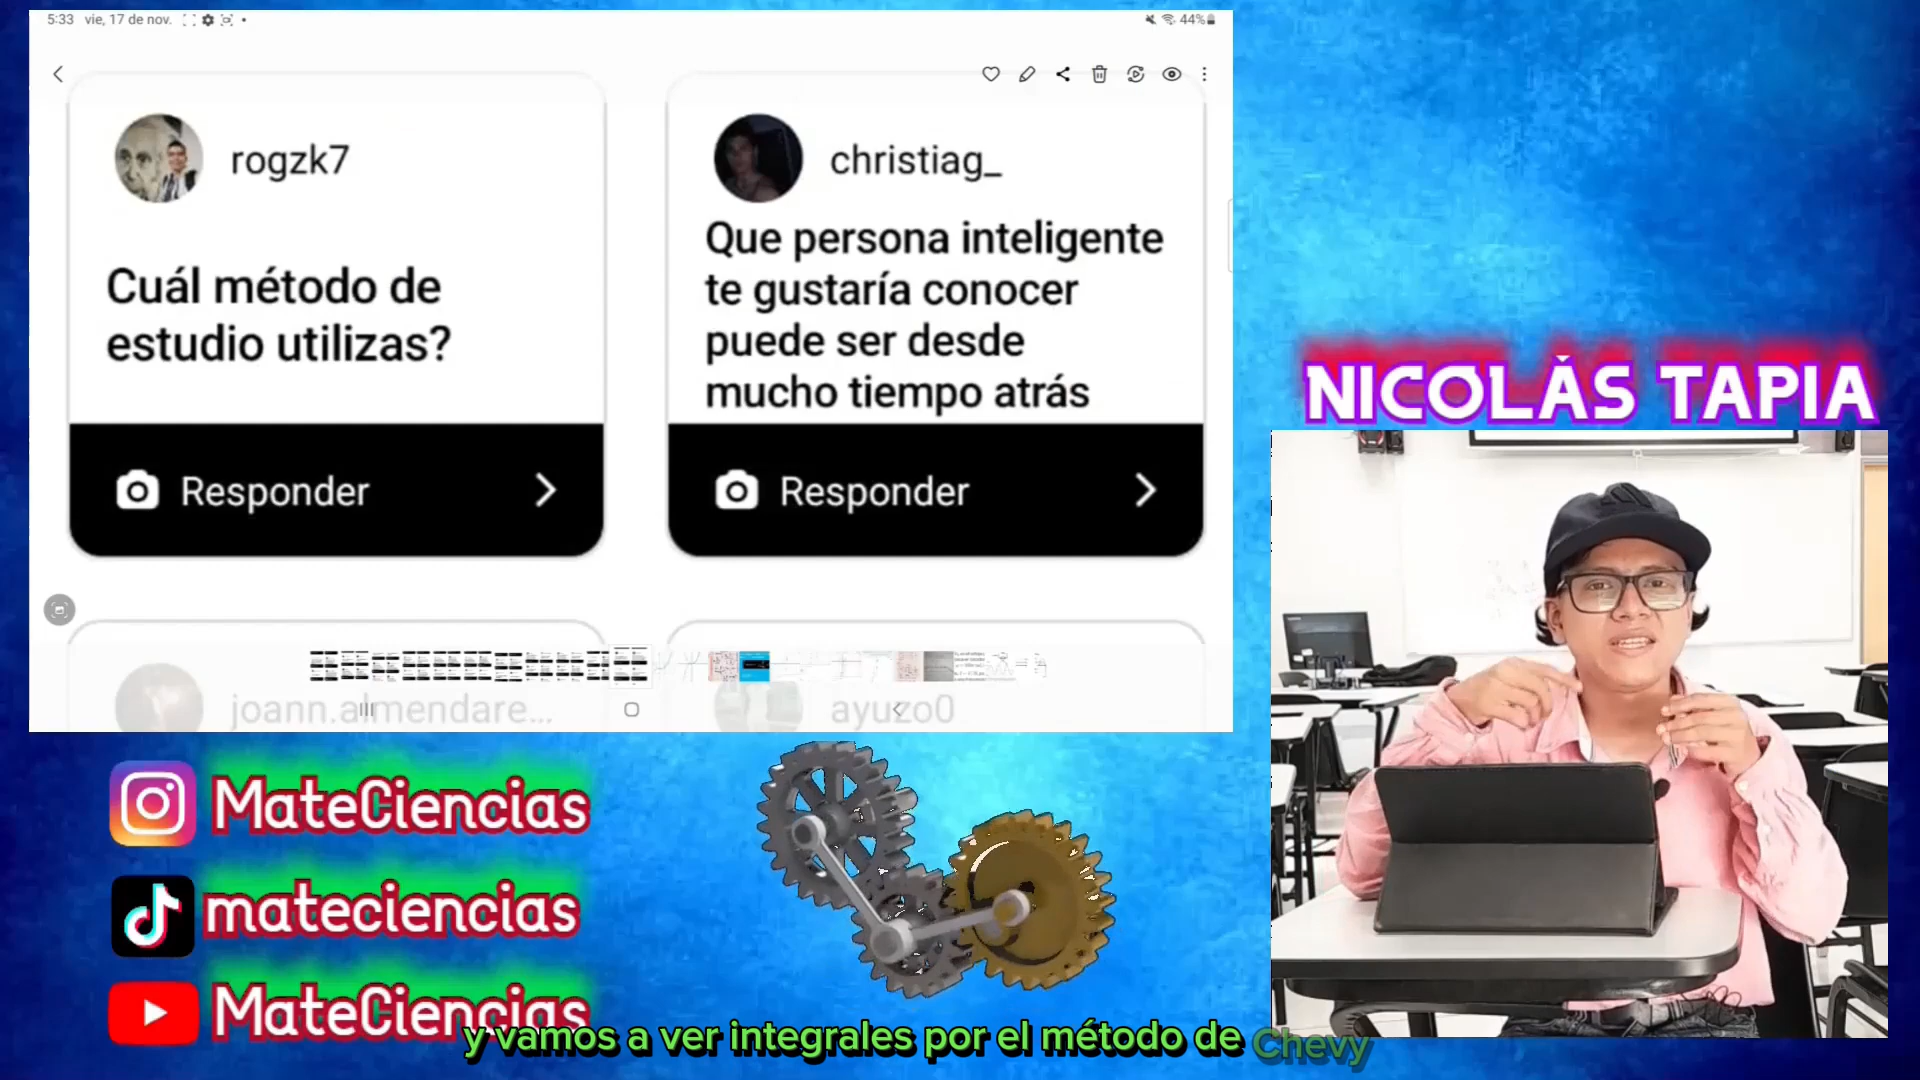 5:33 vie, 17 de nov.
44%
rogzk7
Cuál método de
estudio utilizas?
Responder
christiag_
Que persona inteligente
te gustaría conocer
puede ser desde
mucho tiempo atrás
Responder
joann.almendare...
ayuzo0
NICOLÁS TAPIA
MateCiencias
mateciencias
MateCiencias
y vamos a ver integrales por el método de Chevy